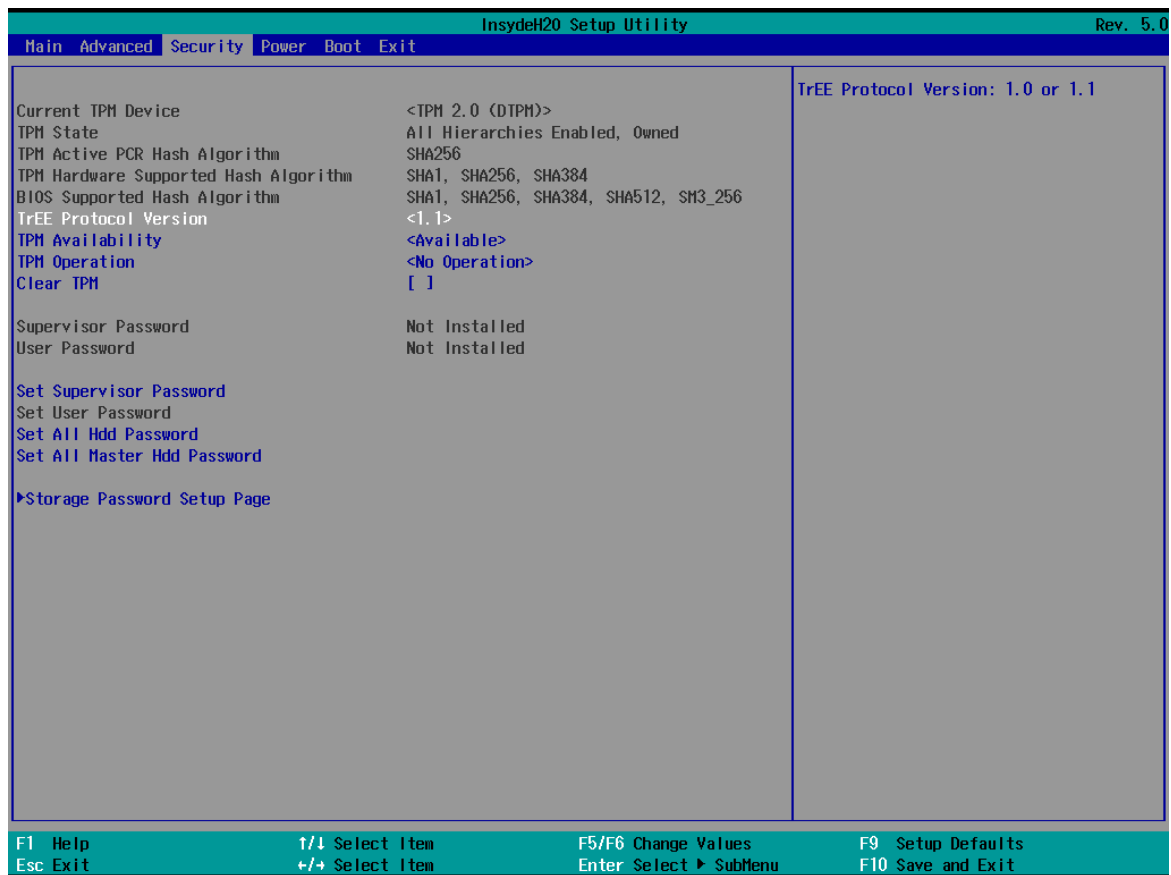 InsydeH2O Setup Utility Rev. 5.0
Main Advanced Security Power Boot Exit
TrEE Protocol Version: 1.0 or 1.1
Current TPM Device <TPM 2.0 (DTPM)>
TPM State All Hierarchies Enabled, Owned
TPM Active PCR Hash Algorithm SHA256
TPM Hardware Supported Hash Algorithm SHA1, SHA256, SHA384
BIOS Supported Hash Algorithm SHA1, SHA256, SHA384, SHA512, SM3_256
TrEE Protocol Version <1.1>
TPM Availability <Available>
TPM Operation <No Operation>
Clear TPM [ ]
Supervisor Password Not Installed
User Password Not Installed
Set Supervisor Password
Set User Password
Set All Hdd Password
Set All Master Hdd Password
▶Storage Password Setup Page
F1 Help ↑/↓ Select Item F5/F6 Change Values F9 Setup Defaults
Esc Exit ←/→ Select Item Enter Select ▶ SubMenu F10 Save and Exit